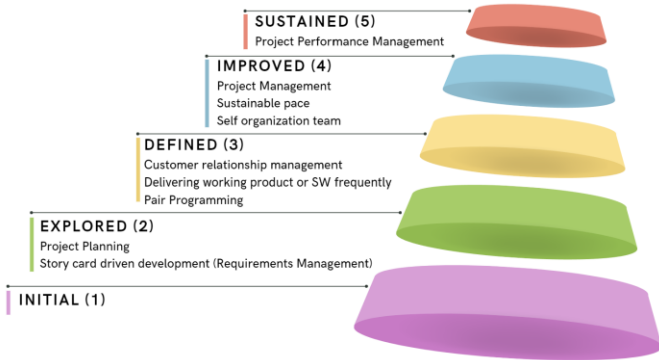 SUSTAINED (5)
Project Performance Management
IMPROVED (4)
Project Management
Sustainable pace
Self organization team
DEFINED (3)
Customer relationship management
Delivering working product or SW frequently
Pair Programming
EXPLORED (2)
Project Planning
Story card driven development (Requirements Management)
INITIAL (1)